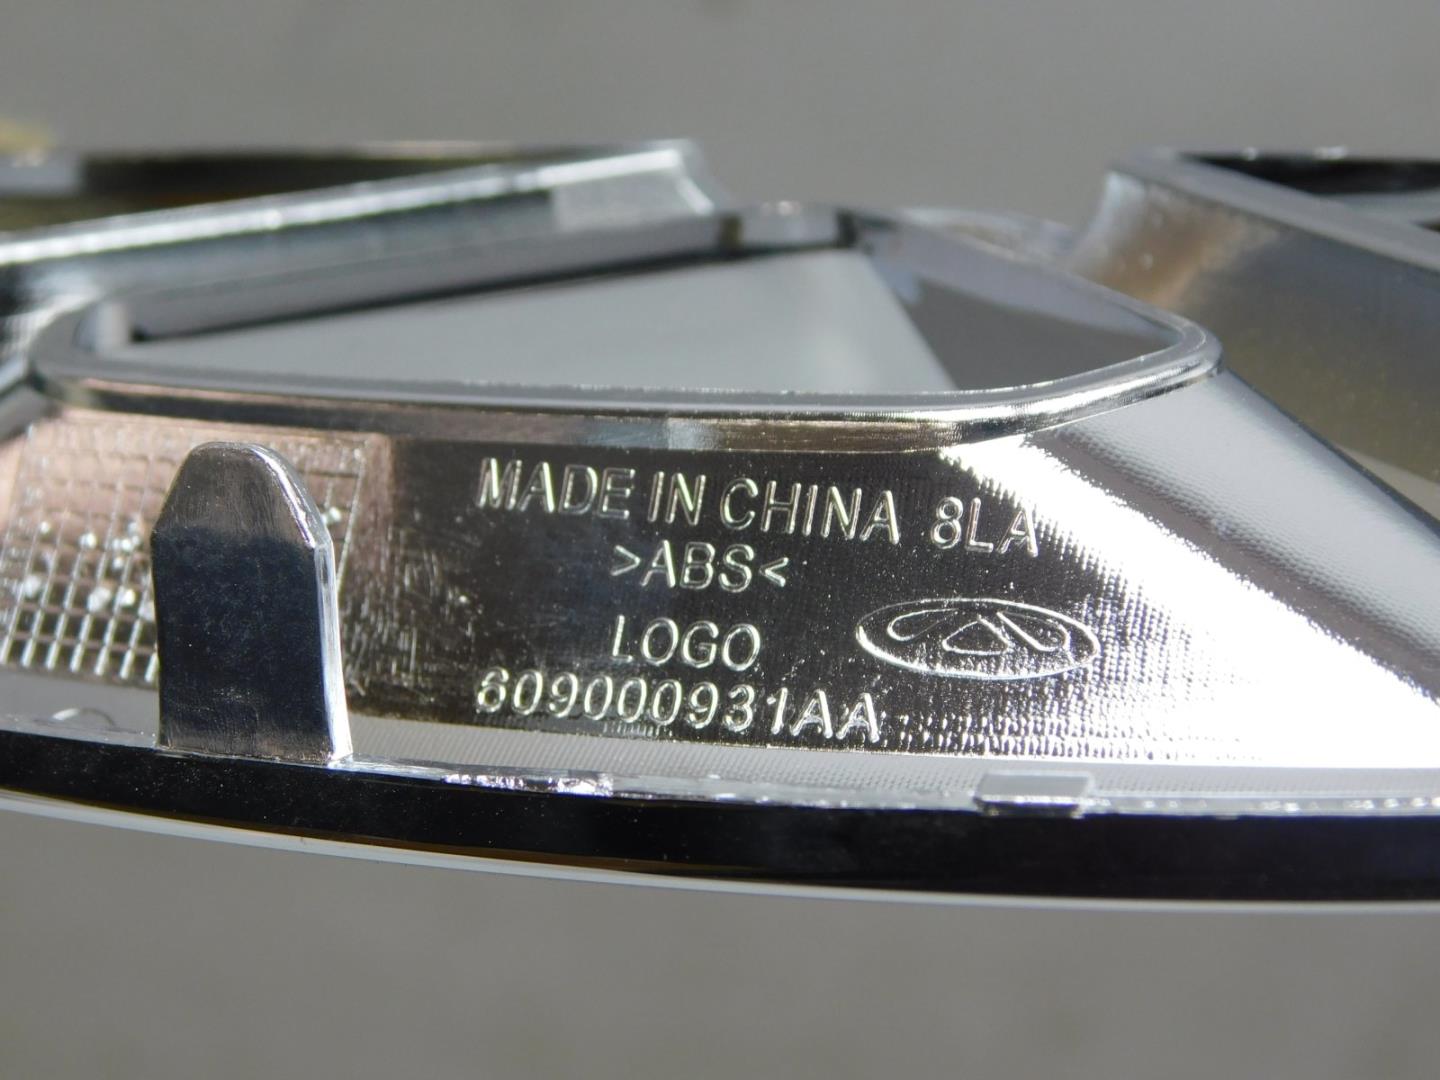 MADE IN CHINA 8LA
>ABS<
LOGO
609000931AA